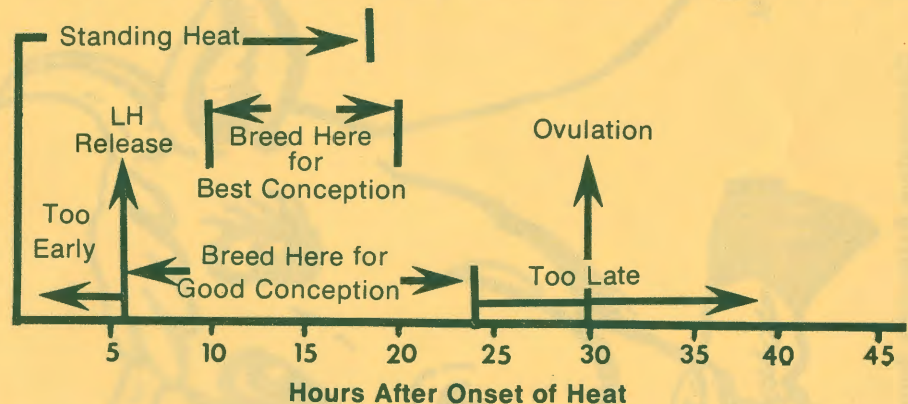 Standing Heat
LH
Release
Breed Here
for
Best Conception
Ovulation
Too
Early
Breed Here for
Good Conception
Too Late
5 10 15 20 25 30 35 40 45
Hours After Onset of Heat